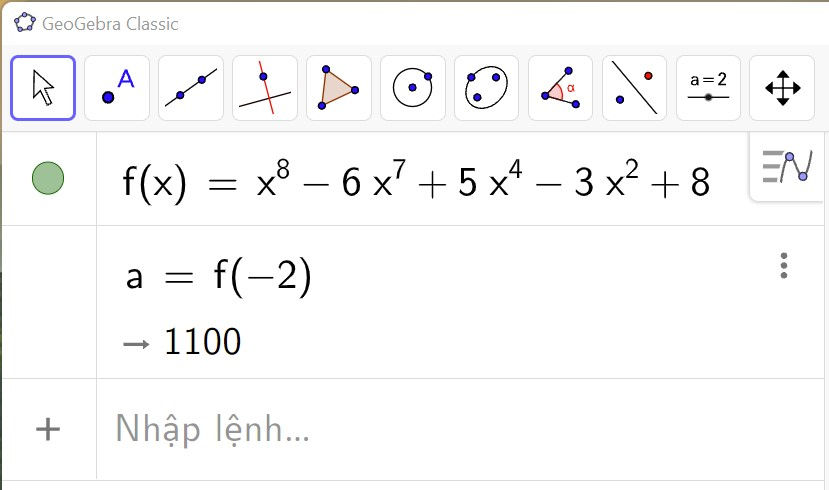 GeoGebra Classic
A
α
a=2
f(x) = x⁸ − 6 x⁷ + 5 x⁴ − 3 x² + 8
a = f(−2)
→ 1100
+ Nhập lệnh...